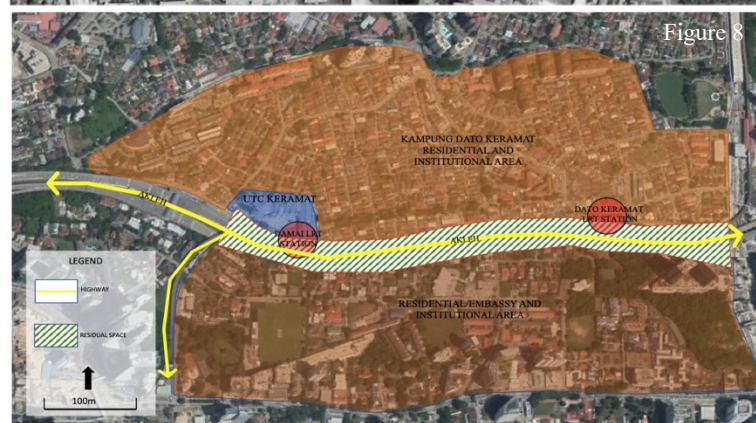 Figure 8
KAMPUNG DATO KERAMAT
RESIDENTIAL AND
INSTITUTIONAL AREA
UTC KERAMAT
DATO KERAMAT
LRT STATION
AKLEH
DAMAI LRT
STATION
AKLEH
LEGEND
HIGHWAY
RESIDENTIAL EMBASSY AND
INSTITUTIONAL AREA
RESIDUAL SPACE
100m